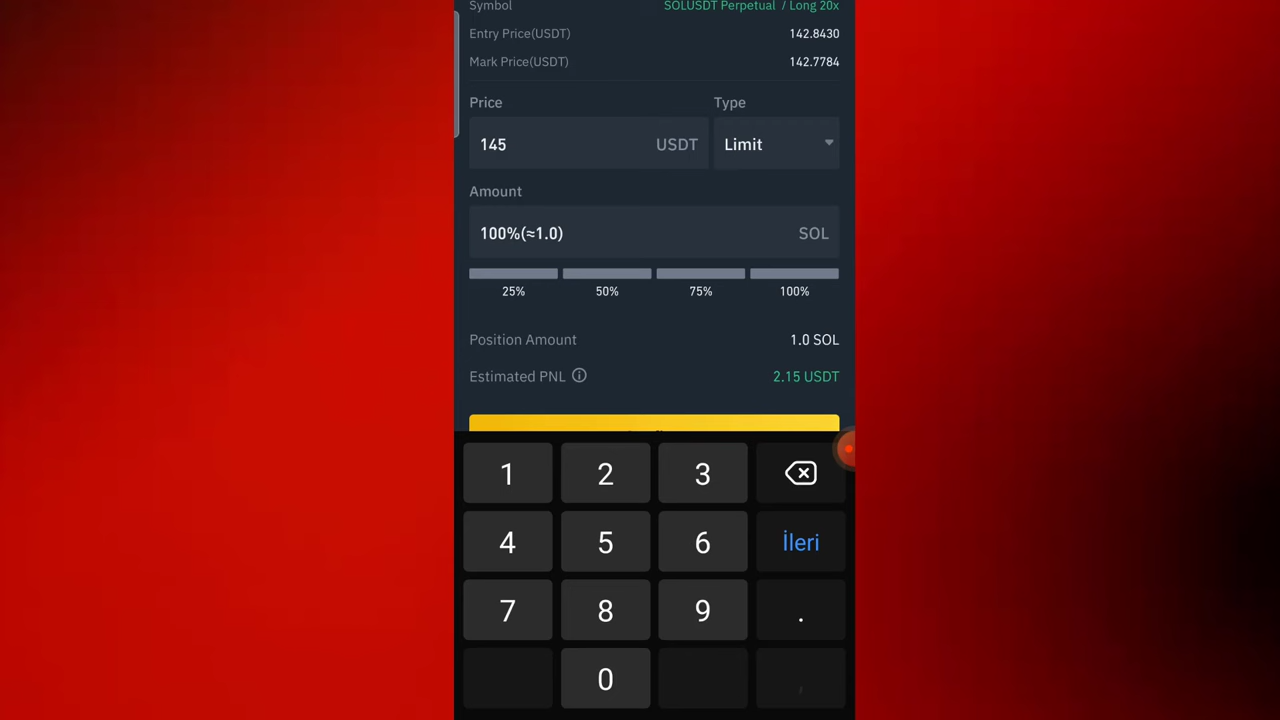 Symbol SOLUSDT Perpetual / Long 20x
Entry Price(USDT) 142.8430
Mark Price(USDT) 142.7784
Price Type
145 USDT Limit
Amount
100%(≈1.0) SOL
25% 50% 75% 100%
Position Amount 1.0 SOL
Estimated PNL 2.15 USDT
1 2 3
4 5 6 İleri
7 8 9 .
0 ,